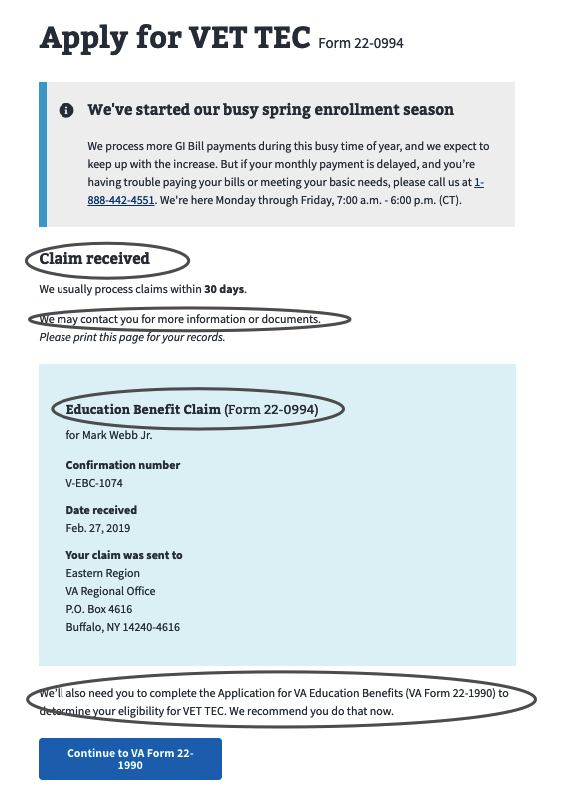 Apply for VET TEC Form 22-0994
We've started our busy spring enrollment season
We process more GI Bill payments during this busy time of year, and we expect to
keep up with the increase. But if your monthly payment is delayed, and you're
having trouble paying your bills or meeting your basic needs, please call us at 1-
888-442-4551. We're here Monday through Friday, 7:00 a.m. - 6:00 p.m. (CT).
Claim received
We usually process claims within 30 days.
We may contact you for more information or documents.
Please print this page for your records.
Education Benefit Claim (Form 22-0994)
for Mark Webb Jr.
Confirmation number
V-EBC-1074
Date received
Feb. 27, 2019
Your claim was sent to
Eastern Region
VA Regional Office
P.O. Box 4616
Buffalo, NY 14240-4616
We'll also need you to complete the Application for VA Education Benefits (VA Form 22-1990) to
determine your eligibility for VET TEC. We recommend you do that now.
Continue to VA Form 22-
1990